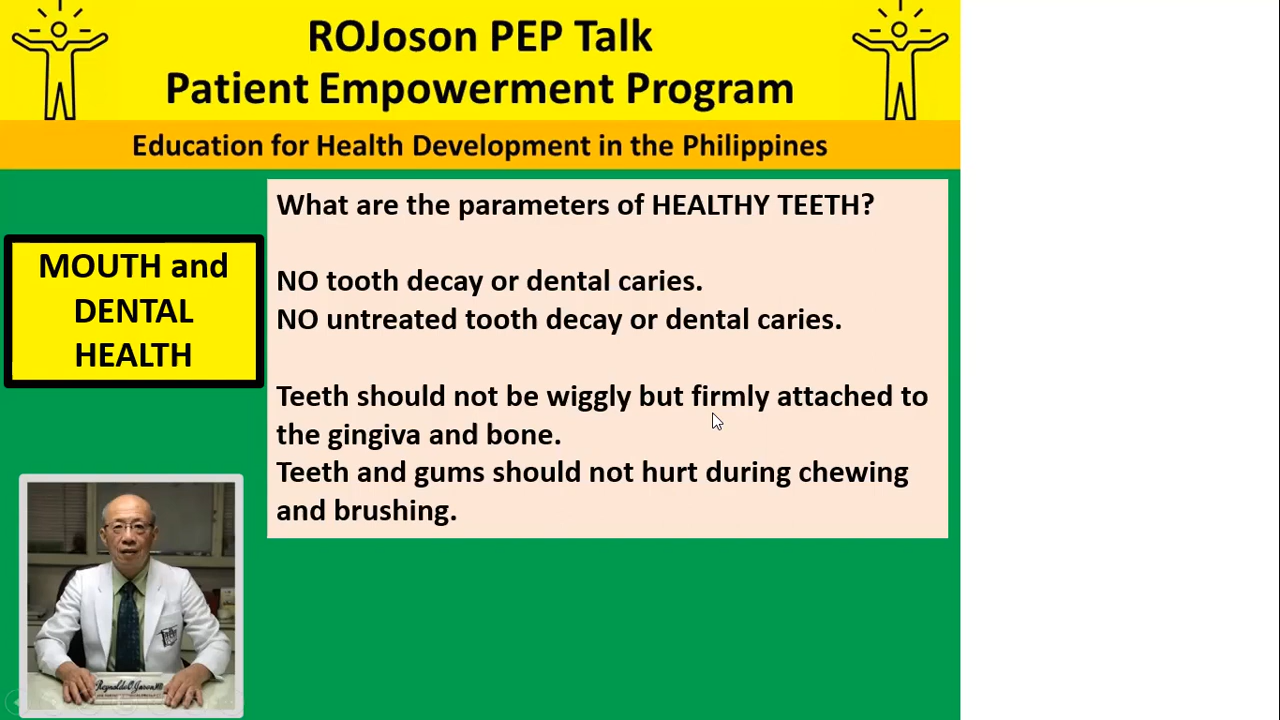 ROJoson PEP Talk
Patient Empowerment Program
Education for Health Development in the Philippines
MOUTH and
DENTAL
HEALTH
What are the parameters of HEALTHY TEETH?
NO tooth decay or dental caries.
NO untreated tooth decay or dental caries.
Teeth should not be wiggly but firmly attached to
the gingiva and bone.
Teeth and gums should not hurt during chewing
and brushing.